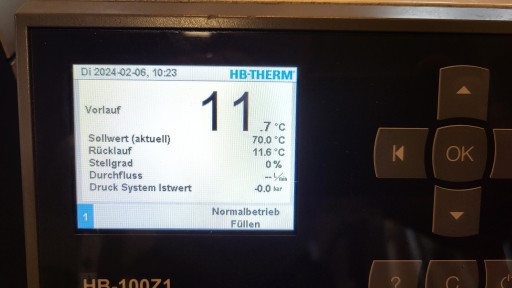 Di 2024-02-06, 10:23 HB-THERM
Vorlauf 11.7 °C
Sollwert (aktuell) 70.0 °C
Rücklauf 11.6 °C
Stellgrad 0 %
Durchfluss -- L/min
Druck System Istwert -0.0 bar
1 Normalbetrieb
Füllen
OK
HB-100Z1
? C